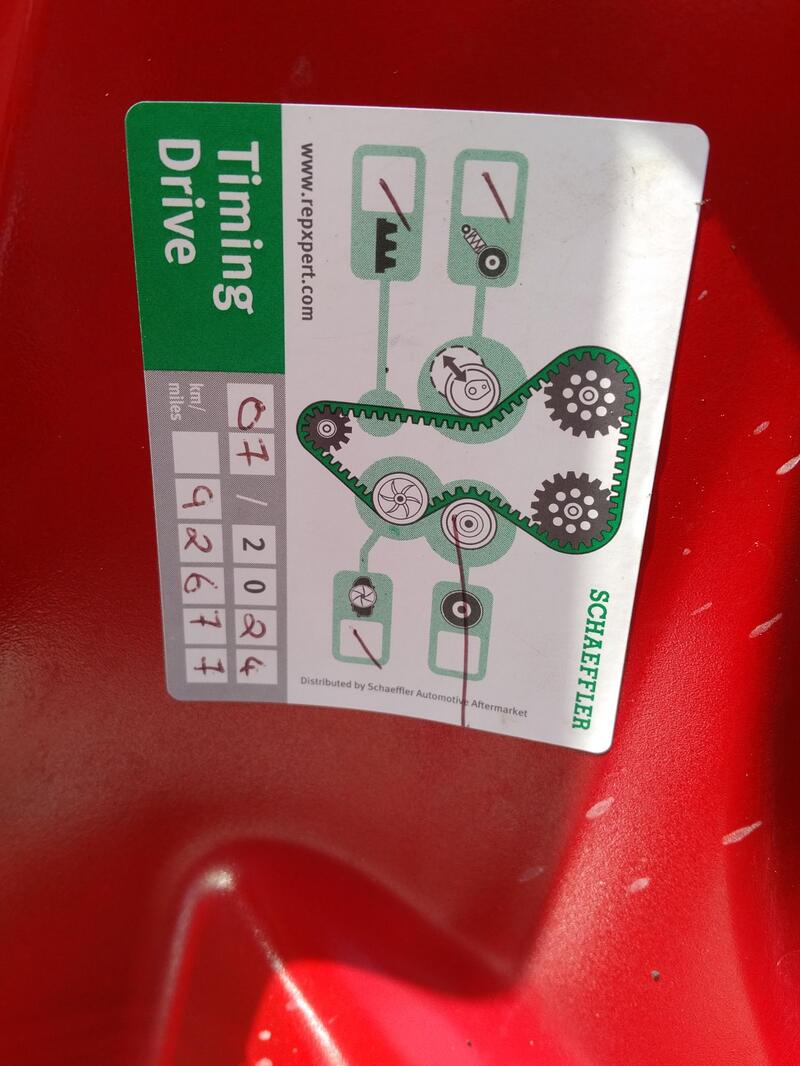 SCHAEFFLER
Distributed by Schaeffler Automotive Aftermarket
www.repxpert.com
Timing
Drive
07 / 2024
km/
miles
92677